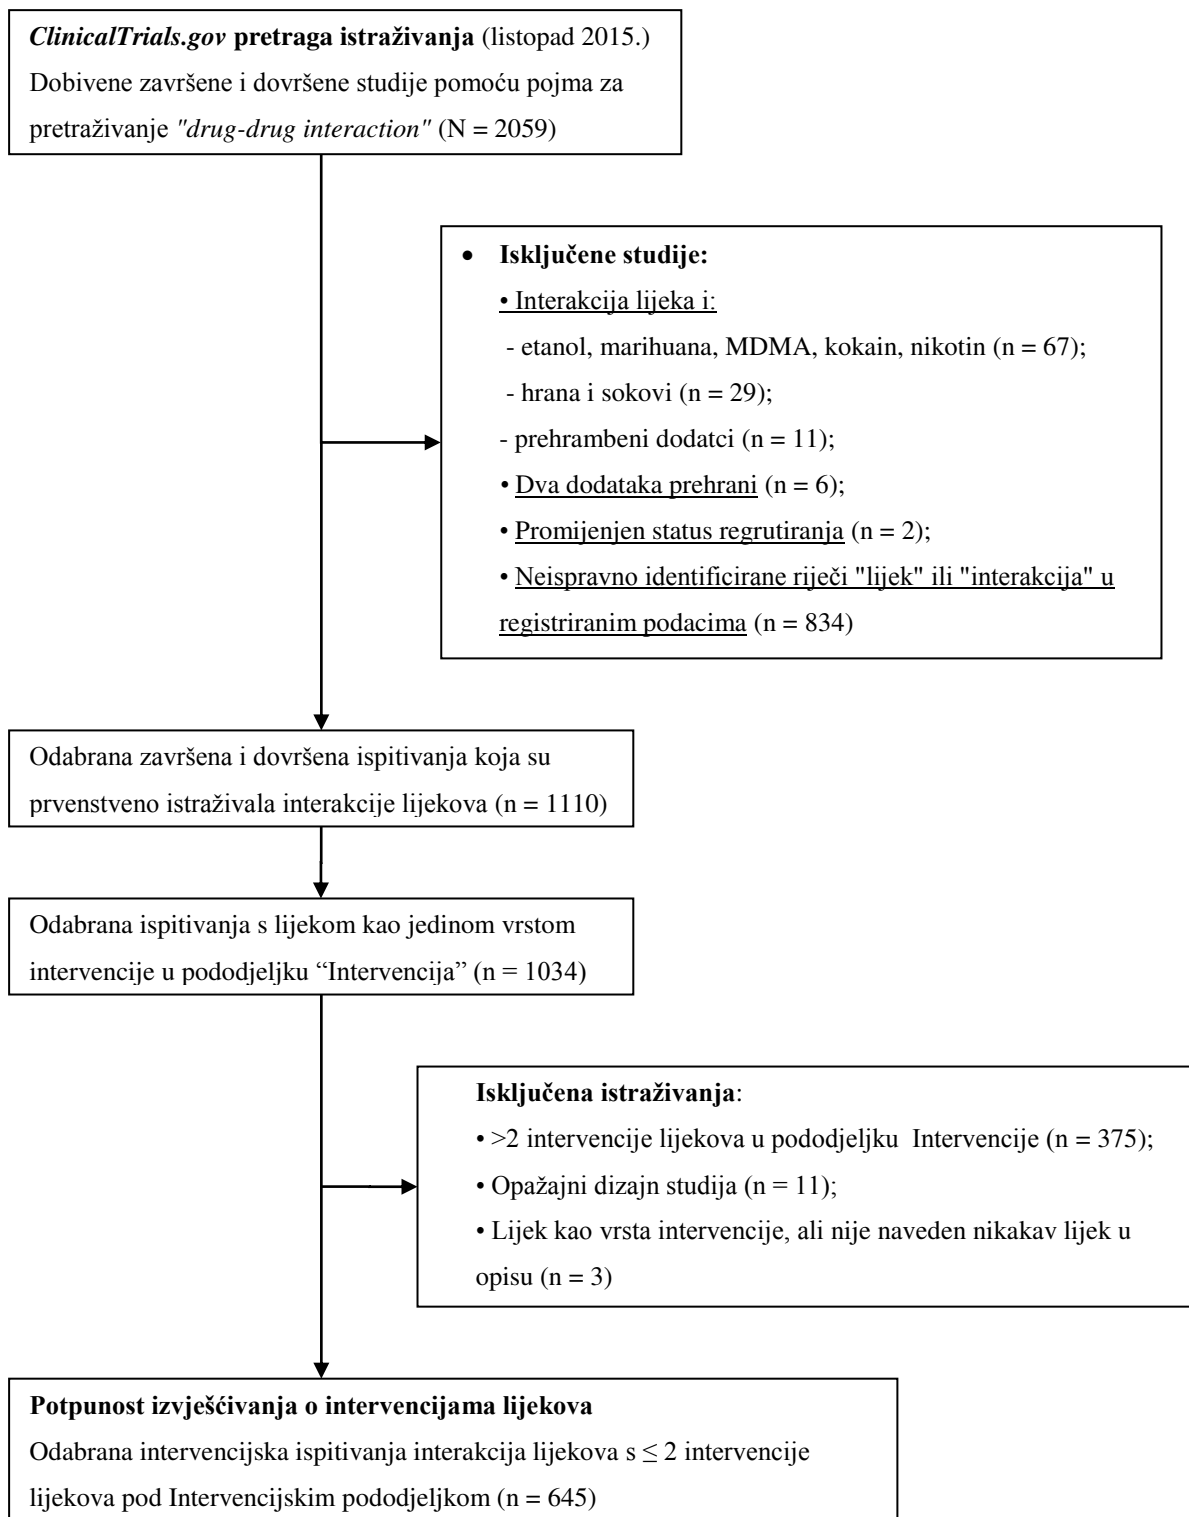 ClinicalTrials.gov pretraga istraživanja (listopad 2015.)
Dobivene završene i dovršene studije pomoću pojma za
pretraživanje "drug-drug interaction" (N = 2059)
• Isključene studije:
• Interakcija lijeka i:
- etanol, marihuana, MDMA, kokain, nikotin (n = 67);
- hrana i sokovi (n = 29);
- prehrambeni dodatci (n = 11);
• Dva dodataka prehrani (n = 6);
• Promijenjen status regrutiranja (n = 2);
• Neispravno identificirane riječi "lijek" ili "interakcija" u
registriranim podacima (n = 834)
Odabrana završena i dovršena ispitivanja koja su
prvenstveno istraživala interakcije lijekova (n = 1110)
Odabrana ispitivanja s lijekom kao jedinom vrstom
intervencije u pododjeljku “Intervencija” (n = 1034)
Isključena istraživanja:
• >2 intervencije lijekova u pododjeljku Intervencije (n = 375);
• Opažajni dizajn studija (n = 11);
• Lijek kao vrsta intervencije, ali nije naveden nikakav lijek u
opisu (n = 3)
Potpunost izvješćivanja o intervencijama lijekova
Odabrana intervencijska ispitivanja interakcija lijekova s ≤ 2 intervencije
lijekova pod Intervencijskim pododjeljkom (n = 645)